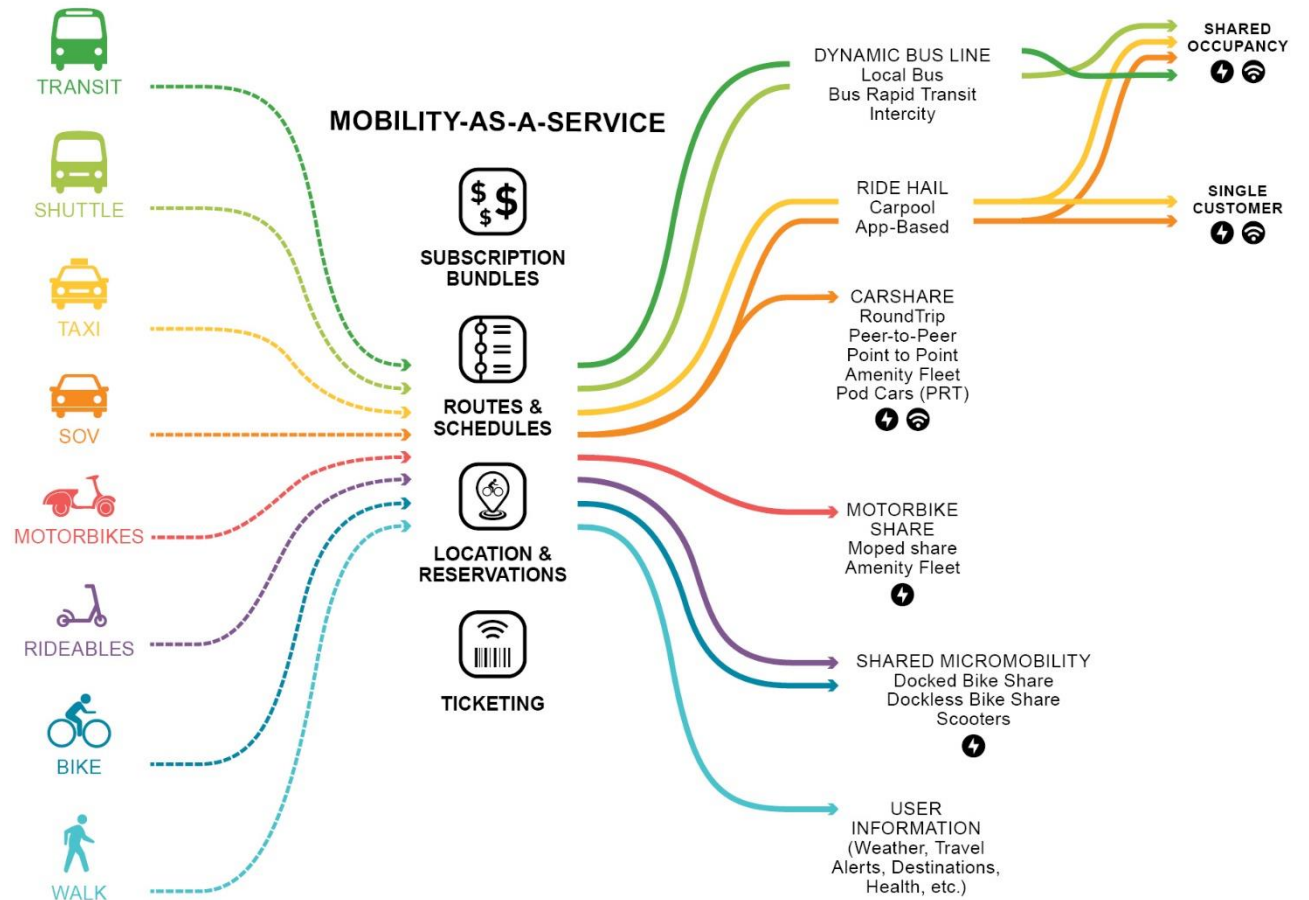 TRANSIT
SHUTTLE
TAXI
SOV
MOTORBIKES
RIDEABLES
BIKE
WALK
MOBILITY-AS-A-SERVICE
$ $ $
SUBSCRIPTION
BUNDLES
ROUTES &
SCHEDULES
LOCATION &
RESERVATIONS
TICKETING
DYNAMIC BUS LINE
Local Bus
Bus Rapid Transit
Intercity
RIDE HAIL
Carpool
App-Based
CARSHARE
RoundTrip
Peer-to-Peer
Point to Point
Amenity Fleet
Pod Cars (PRT)
MOTORBIKE
SHARE
Moped share
Amenity Fleet
SHARED MICROMOBILITY
Docked Bike Share
Dockless Bike Share
Scooters
USER
INFORMATION
(Weather, Travel
Alerts, Destinations,
Health, etc.)
SHARED
OCCUPANCY
SINGLE
CUSTOMER